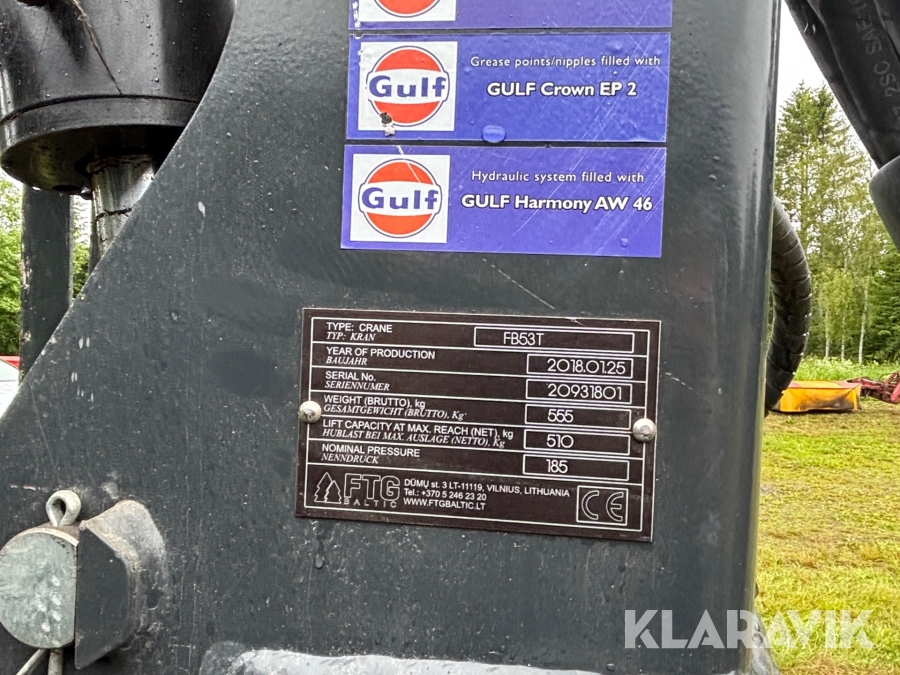 Gulf
Grease points/nipples filled with
GULF Crown EP 2
Gulf
Hydraulic system filled with
GULF Harmony AW 46
TYPE: CRANE
TYP: KRAN
FB53T
YEAR OF PRODUCTION
BAUJAHR
2018.01.25
SERIAL No.
SERIENNUMER
20931801
WEIGHT (BRUTTO), kg
GESAMTGEWICHT (BRUTTO), Kg
555
LIFT CAPACITY AT MAX. REACH (NET), kg
HUBLAST BEI MAX. AUSLAGE (NETTO), Kg
510
NOMINAL PRESSURE
NENNDRUCK
185
FTG
BALTIC
DŪMŲ st. 3 LT-11119, VILNIUS, LITHUANIA
Tel.: +370 5 246 23 20
WWW.FTGBALTIC.LT
CE
KLARAVIK